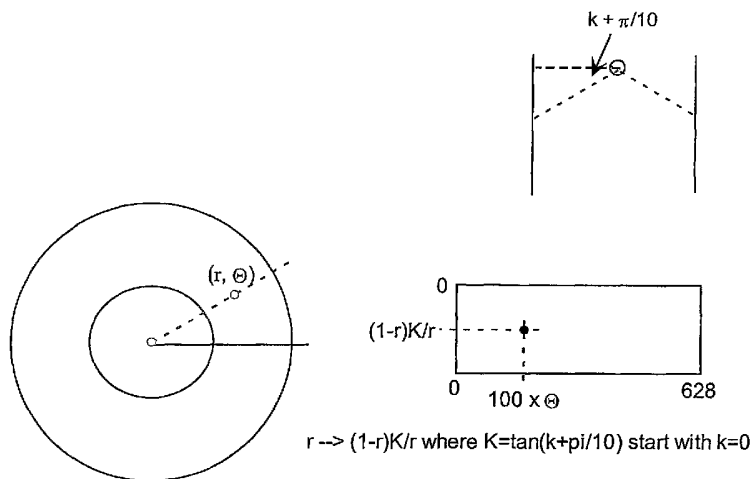 k + π/10
(r, Θ)
0
(1-r)K/r
0
628
100 x Θ
r --> (1-r)K/r where K=tan(k+pi/10) start with k=0